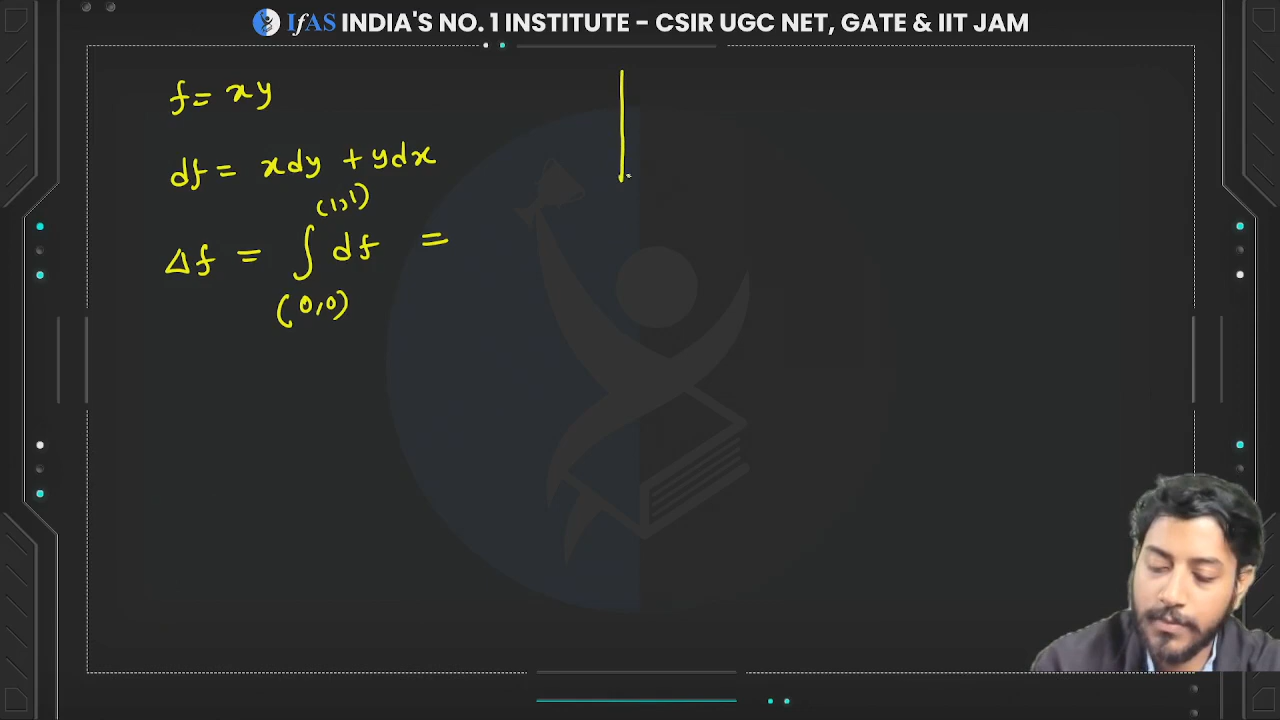 IFAS INDIA'S NO. 1 INSTITUTE – CSIR UGC NET, GATE & IIT JAM
f = xy
df = xdy + ydx
(1,1)
Δf = ∫ df =
(0,0)